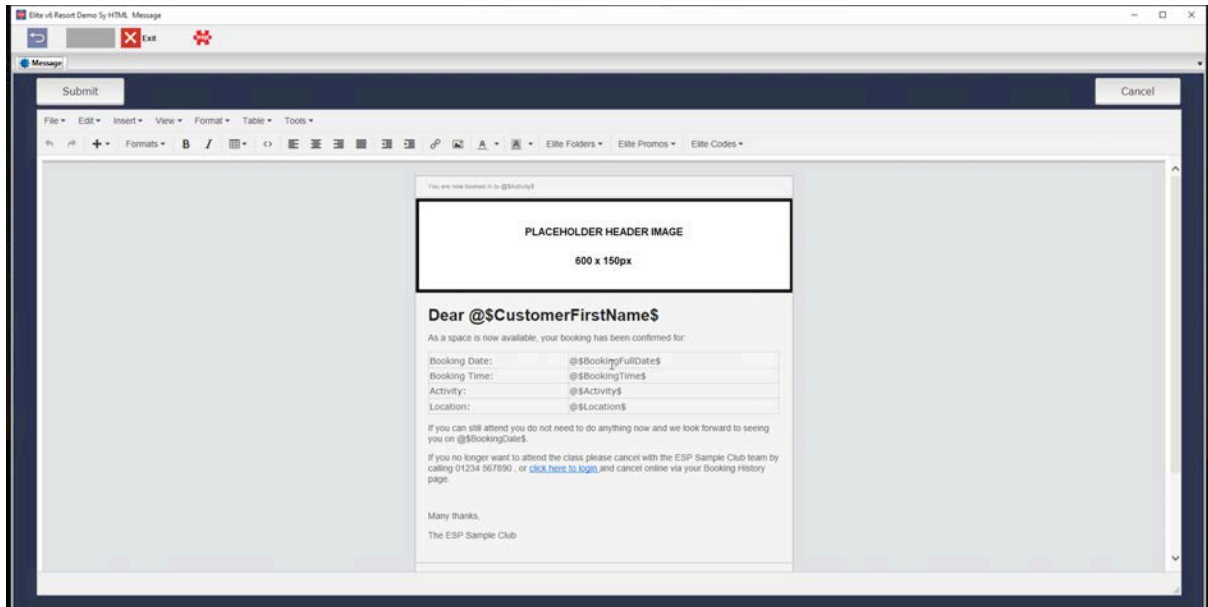 Elite v6 Resort Demo Sy HTML Message
Exit
Message
Submit
Cancel
File Edit Insert View Format Table Tools
Formats B I A A Elite Folders Elite Promos Elite Codes
You are now booked in to @$Activity$
PLACEHOLDER HEADER IMAGE
600 x 150px
Dear @$CustomerFirstName$
As a space is now available, your booking has been confirmed for:
Booking Date: @$BookingFullDate$
Booking Time: @$BookingTime$
Activity: @$Activity$
Location: @$Location$
If you can still attend you do not need to do anything now and we look forward to seeing
you on @$BookingDate$.
If you no longer want to attend the class please cancel with the ESP Sample Club team by
calling 01234 567890 , or click here to login and cancel online via your Booking History
page.
Many thanks,
The ESP Sample Club